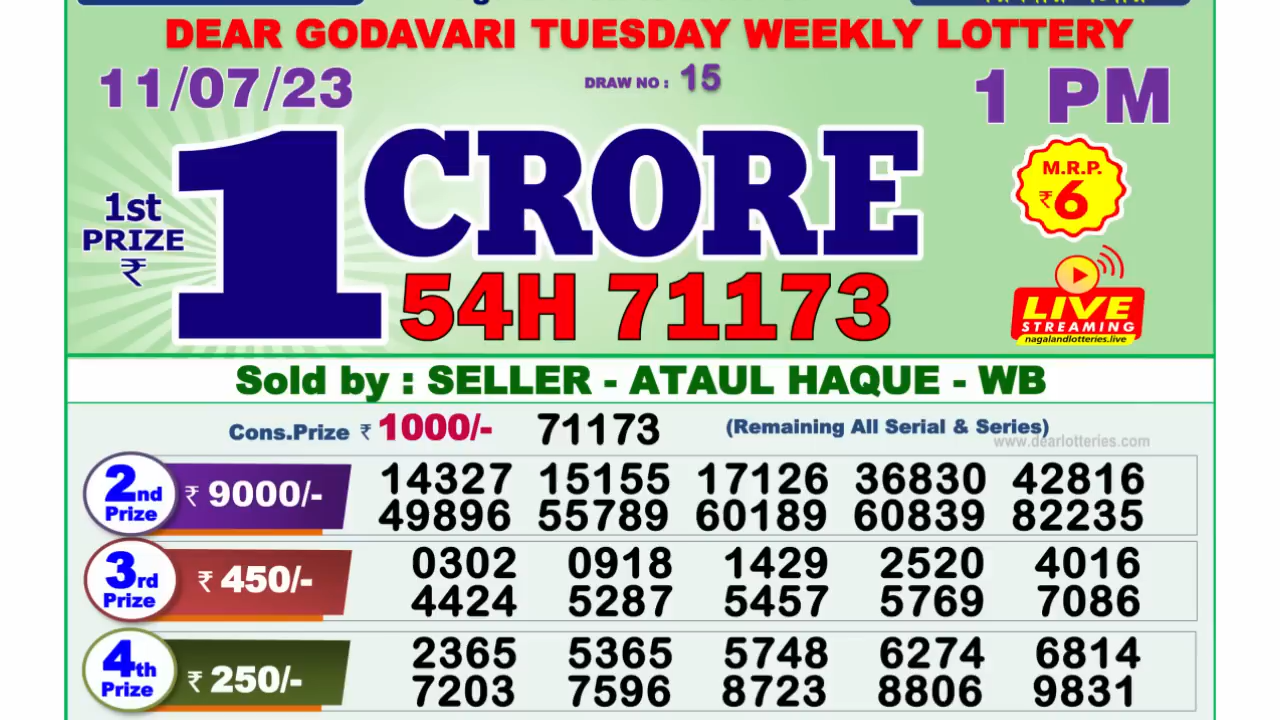 DEAR GODAVARI TUESDAY WEEKLY LOTTERY
11/07/23 DRAW NO : 15 1 PM
1st PRIZE ₹ 1 CRORE
M.R.P. ₹6
54H 71173
LIVE STREAMING
nagalandlotteries.live
Sold by : SELLER - ATAUL HAQUE - WB
Cons.Prize ₹ 1000/- 71173 (Remaining All Serial & Series)
www.dearlotteries.com
2nd Prize ₹ 9000/-
14327 15155 17126 36830 42816
49896 55789 60189 60839 82235
3rd Prize ₹ 450/-
0302 0918 1429 2520 4016
4424 5287 5457 5769 7086
4th Prize ₹ 250/-
2365 5365 5748 6274 6814
7203 7596 8723 8806 9831